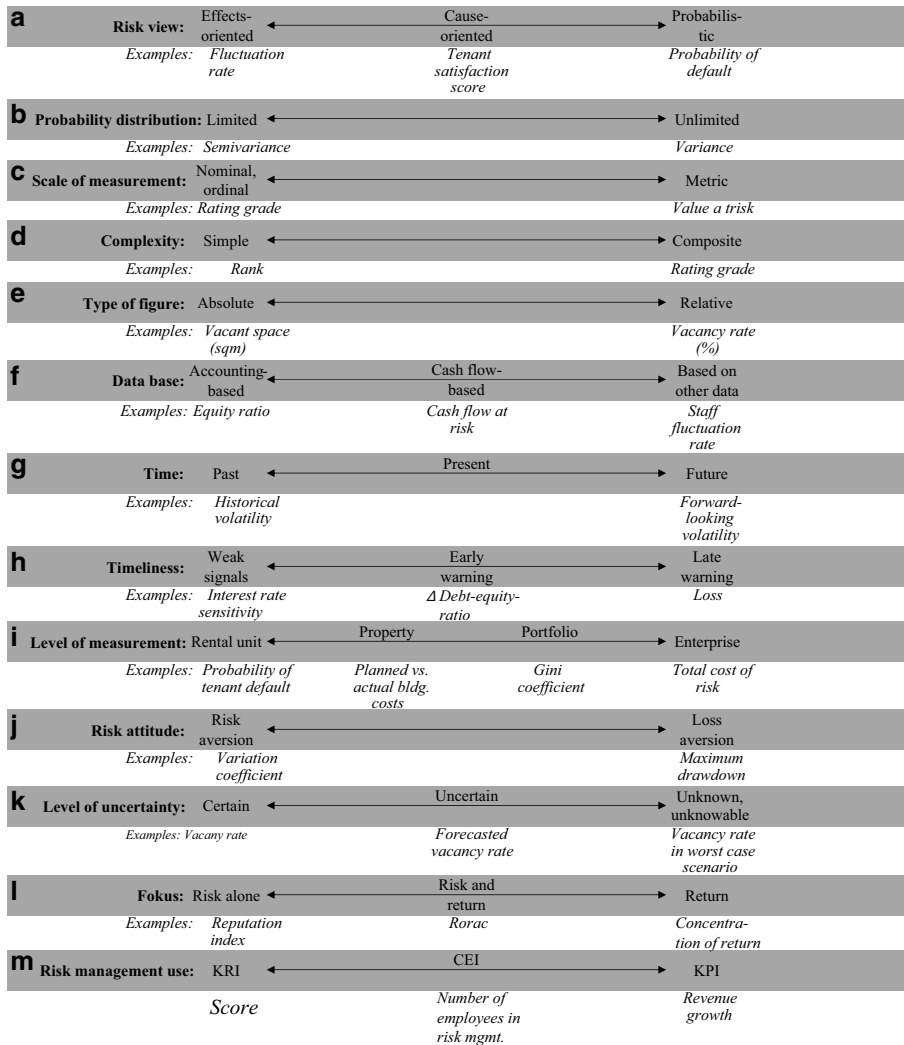 a Risk view: Effects-oriented Cause-oriented Probabilis-tic
Examples: Fluctuation rate Tenant satisfaction score Probability of default
b Probability distribution: Limited Unlimited
Examples: Semivariance Variance
c Scale of measurement: Nominal, ordinal Metric
Examples: Rating grade Value a trisk
d Complexity: Simple Composite
Examples: Rank Rating grade
e Type of figure: Absolute Relative
Examples: Vacant space (sqm) Vacancy rate (%)
f Data base: Accounting-based Cash flow-based Based on other data
Examples: Equity ratio Cash flow at risk Staff fluctuation rate
g Time: Past Present Future
Examples: Historical volatility Forward-looking volatility
h Timeliness: Weak signals Early warning Late warning
Examples: Interest rate sensitivity Δ Debt-equity-ratio Loss
i Level of measurement: Rental unit Property Portfolio Enterprise
Examples: Probability of tenant default Planned vs. actual bldg. costs Gini coefficient Total cost of risk
j Risk attitude: Risk aversion Loss aversion
Examples: Variation coefficient Maximum drawdown
k Level of uncertainty: Certain Uncertain Unknown, unknowable
Examples: Vacany rate Forecasted vacancy rate Vacancy rate in worst case scenario
l Fokus: Risk alone Risk and return Return
Examples: Reputation index Rorac Concentra-tion of return
m Risk management use: KRI CEI KPI
Score Number of employees in risk mgmt. Revenue growth